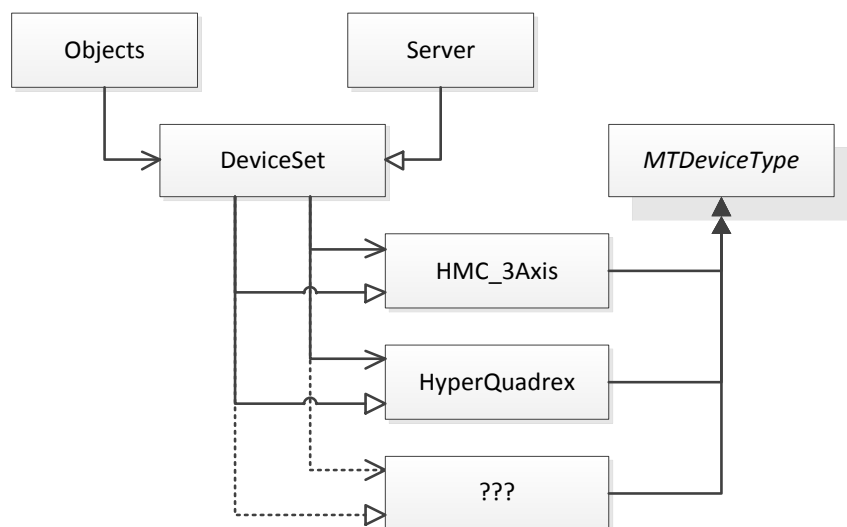 Objects
Server
DeviceSet
MTDeviceType
HMC_3Axis
HyperQuadrex
???